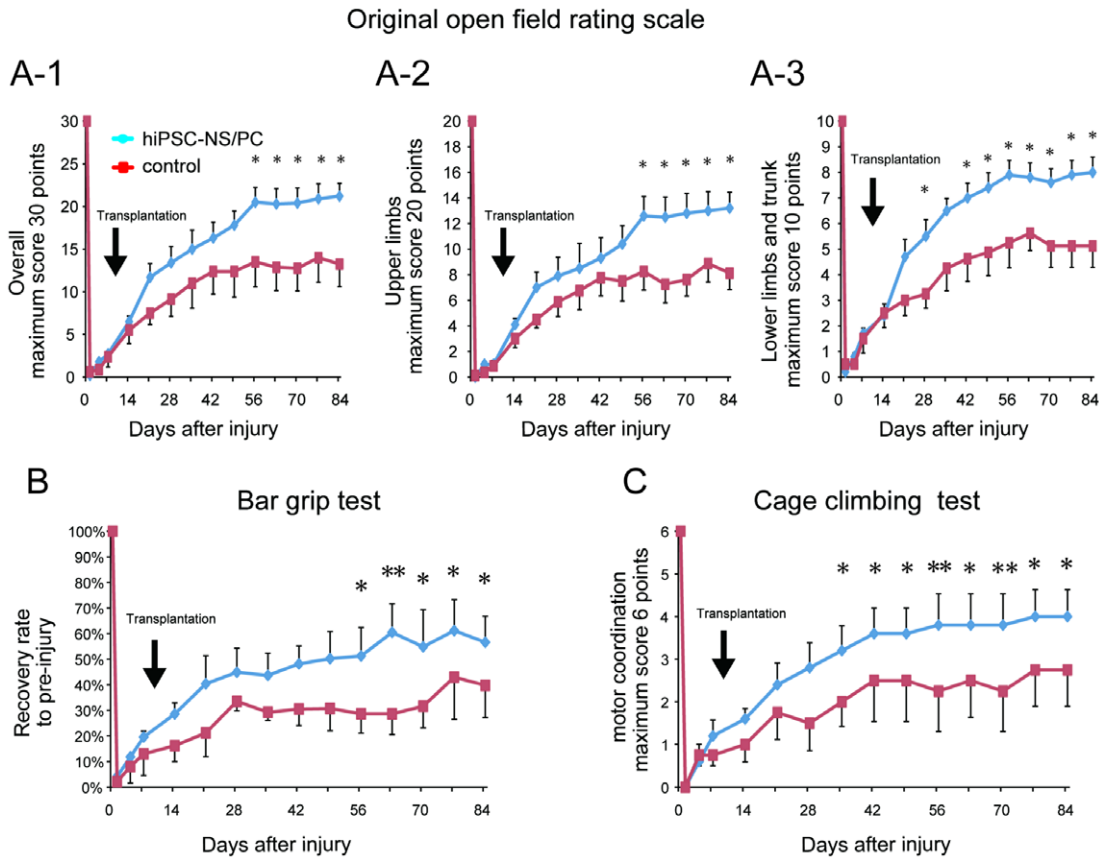 Original open field rating scale
A-1
Overall
maximum score 30 points
30
25
20
15
10
5
0
hiPSC-NS/PC
control
* * * * *
Transplantation
0 14 28 42 56 70 84
Days after injury
A-2
Upper limbs
maximum score 20 points
20
18
16
14
12
10
8
6
4
2
0
* * * * *
Transplantation
0 14 28 42 56 70 84
Days after injury
A-3
Lower limbs and trunk
maximum score 10 points
10
9
8
7
6
5
4
3
2
1
0
* * * * * * * *
Transplantation
0 14 28 42 56 70 84
Days after injury
B
Bar grip test
Recovery rate
to pre-injury
100%
90%
80%
70%
60%
50%
40%
30%
20%
10%
0%
* ** * * *
Transplantation
0 14 28 42 56 70 84
Days after injury
C
Cage climbing test
motor coordination
maximum score 6 points
6
5
4
3
2
1
0
* * * ** * ** * *
Transplantation
0 14 28 42 56 70 84
Days after injury